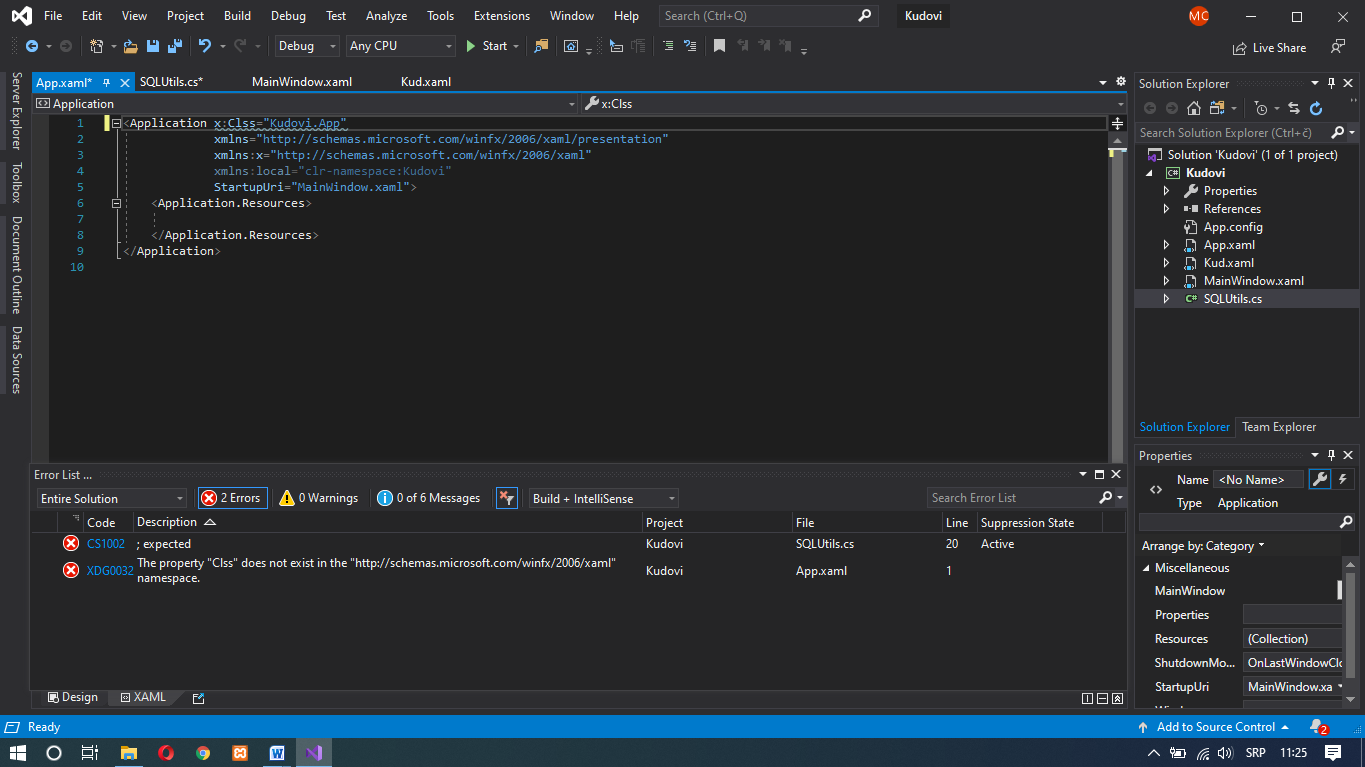 File Edit View Project Build Debug Test Analyze Tools Extensions Window Help Search (Ctrl+Q) Kudovi MC
Debug Any CPU Start Live Share
App.xaml* SQLUtils.cs* MainWindow.xaml Kud.xaml
Server Explorer
Toolbox
Document Outline
Data Sources
Application x:Clss
1 <Application x:Clss="Kudovi.App"
2 xmlns="http://schemas.microsoft.com/winfx/2006/xaml/presentation"
3 xmlns:x="http://schemas.microsoft.com/winfx/2006/xaml"
4 xmlns:local="clr-namespace:Kudovi"
5 StartupUri="MainWindow.xaml">
6 <Application.Resources>
7
8 </Application.Resources>
9 </Application>
10
Solution Explorer
Search Solution Explorer (Ctrl+č)
Solution 'Kudovi' (1 of 1 project)
C# Kudovi
Properties
References
App.config
App.xaml
Kud.xaml
MainWindow.xaml
C# SQLUtils.cs
Solution Explorer Team Explorer
Error List ...
Entire Solution 2 Errors 0 Warnings 0 of 6 Messages Build + IntelliSense Search Error List
Code Description Project File Line Suppression State
CS1002 ; expected Kudovi SQLUtils.cs 20 Active
XDG0032 The property "Clss" does not exist in the "http://schemas.microsoft.com/winfx/2006/xaml" namespace. Kudovi App.xaml 1
Properties
Name <No Name>
Type Application
Arrange by: Category
Miscellaneous
MainWindow
Properties
Resources (Collection)
ShutdownMo... OnLastWindowClo
StartupUri MainWindow.xa
Design XAML
Ready Add to Source Control 2
SRP 11:25